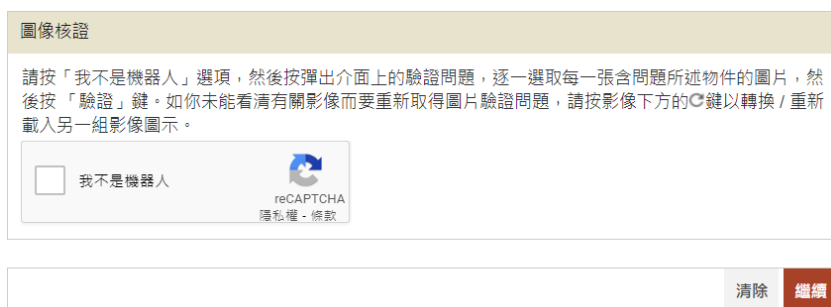 圖像核證
請按「我不是機器人」選項，然後按彈出介面上的驗證問題，逐一選取每一張含問題所述物件的圖片，然
後按 「驗證」鍵。如你未能看清有關影像而要重新取得圖片驗證問題，請按影像下方的鍵以轉換 / 重新
載入另一組影像圖示。
我不是機器人
reCAPTCHA
隱私權 - 條款
清除 繼續